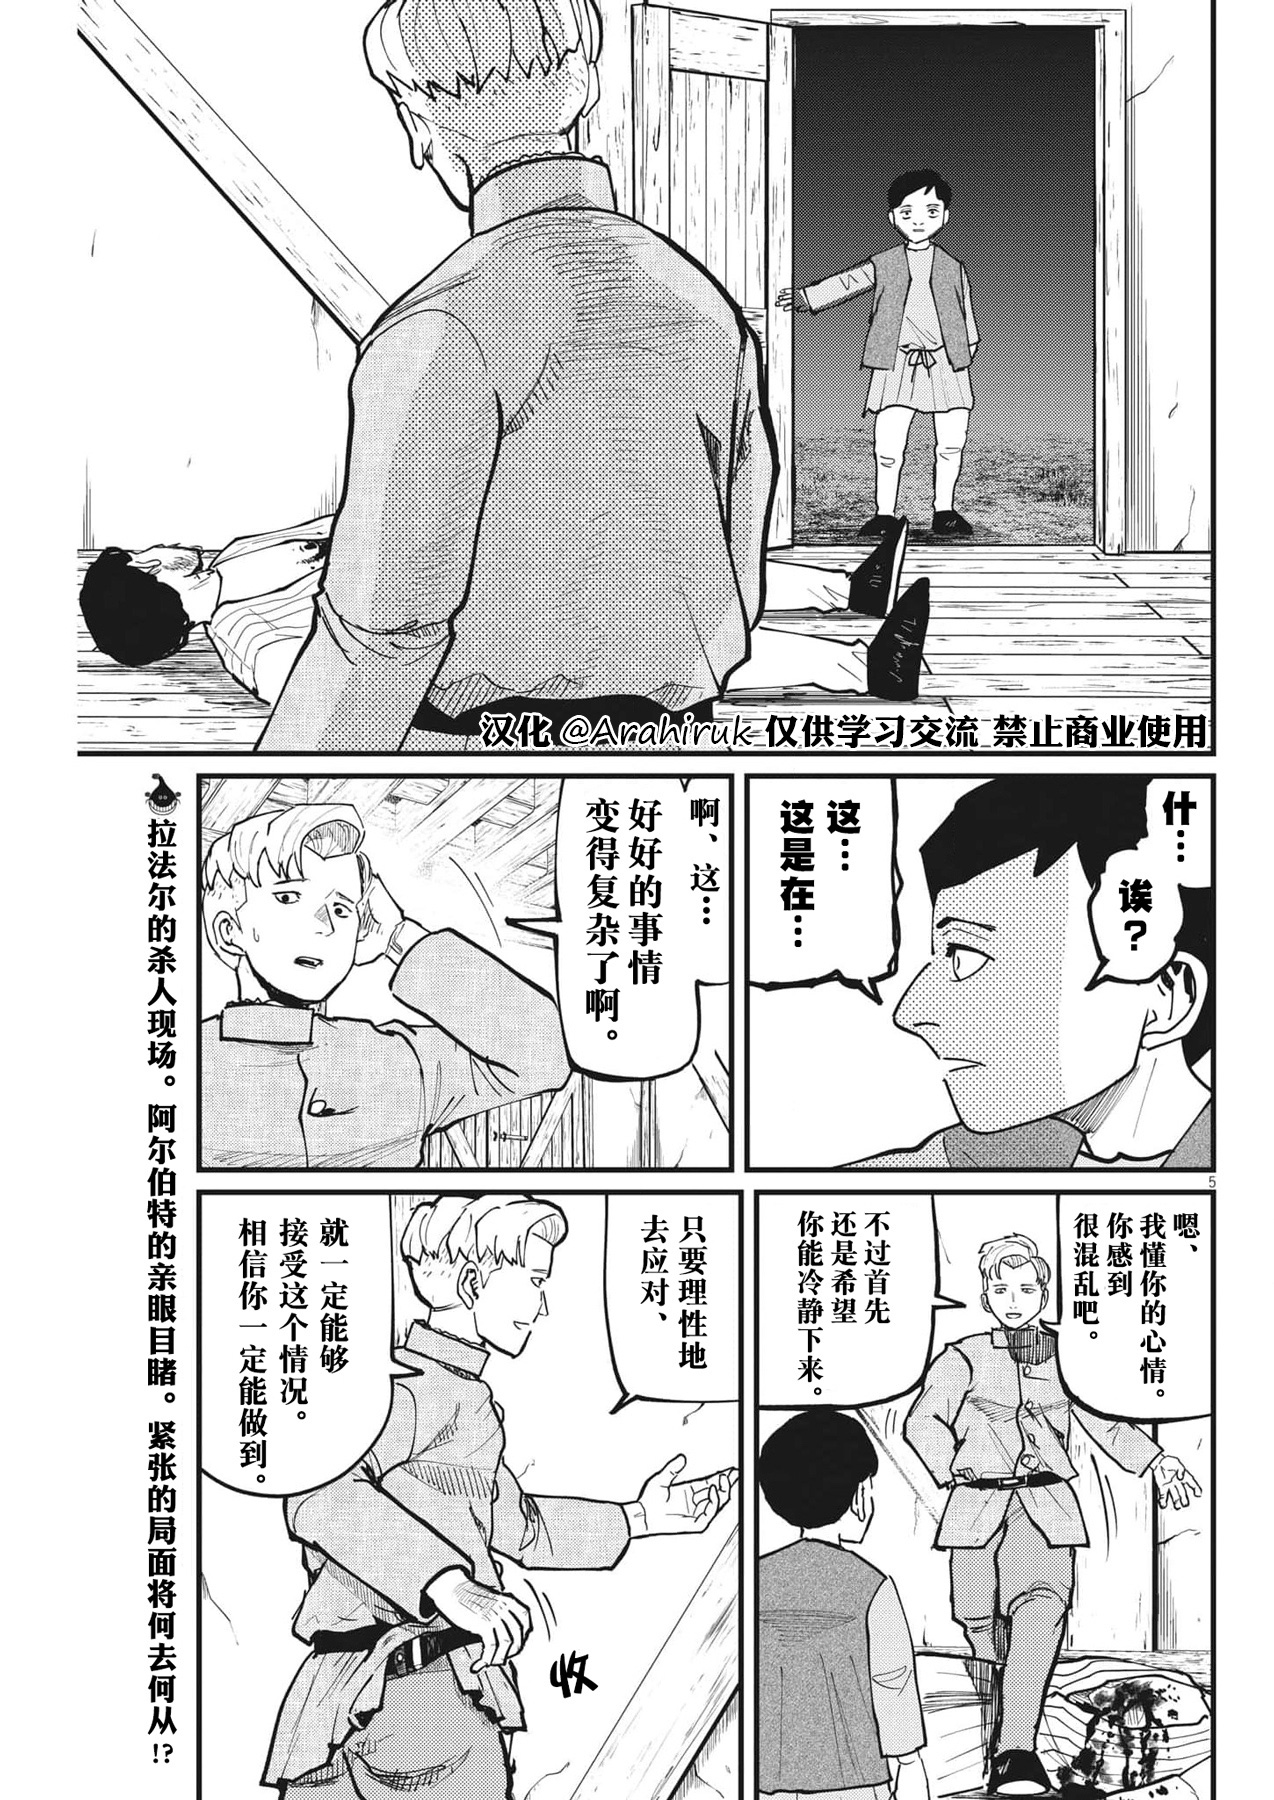 汉化 @Arahiruk 仅供学习交流 禁止商业使用
什…
诶?
这…
这是在…
啊、这…
好好的事情
变得复杂了啊。
5
嗯、
我懂你的心情。
你感到
很混乱吧。
不过首先
还是希望
你能冷静下来。
只要理性地
去应对、
就一定能够
接受这个情况。
相信你一定能做到。
收
拉法尔的杀人现场。阿尔伯特的亲眼目睹。紧张的局面将何去何从!?